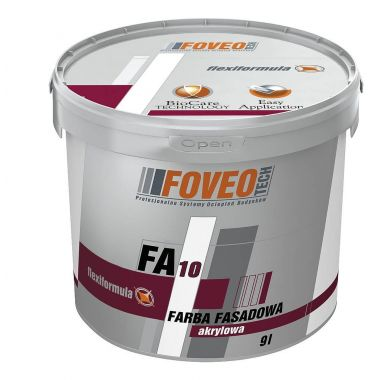 FOVEO TECH
flexiformula
BioCare
TECHNOLOGY
Easy
Application
Open
FOVEO TECH
Profesjonalne Systemy Ociepleń Budynków
FA10
flexiformula
FARBA FASADOWA
akrylowa
9l